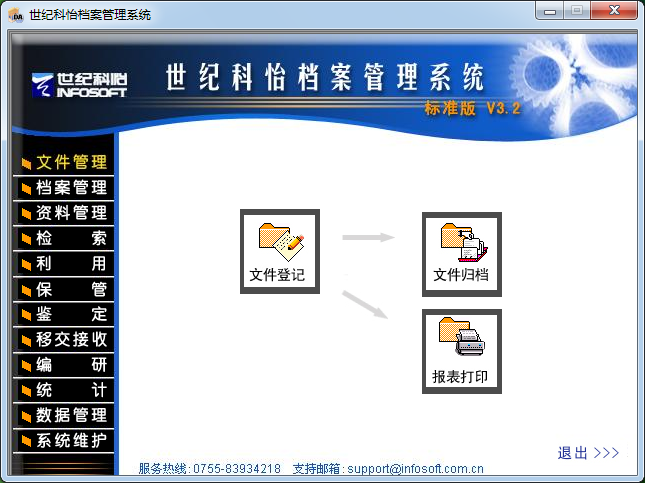 世纪科怡档案管理系统
世纪科怡
INFOSOFT
世纪科怡档案管理系统
标准版 V3.2
文件管理
档案管理
资料管理
检 索
利 用
保 管
鉴 定
移交接收
编 研
统 计
数据管理
系统维护
文件登记
文件归档
报表打印
退出 >>>
服务热线:0755-83934218 支持邮箱:support@infosoft.com.cn